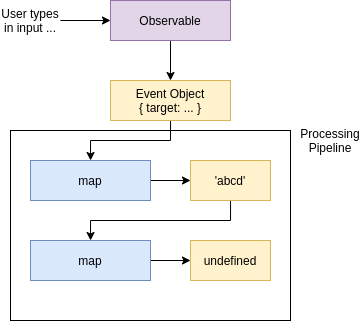 User types
in input ...
Observable
Event Object
{ target: ... }
Processing
Pipeline
map
'abcd'
map
undefined